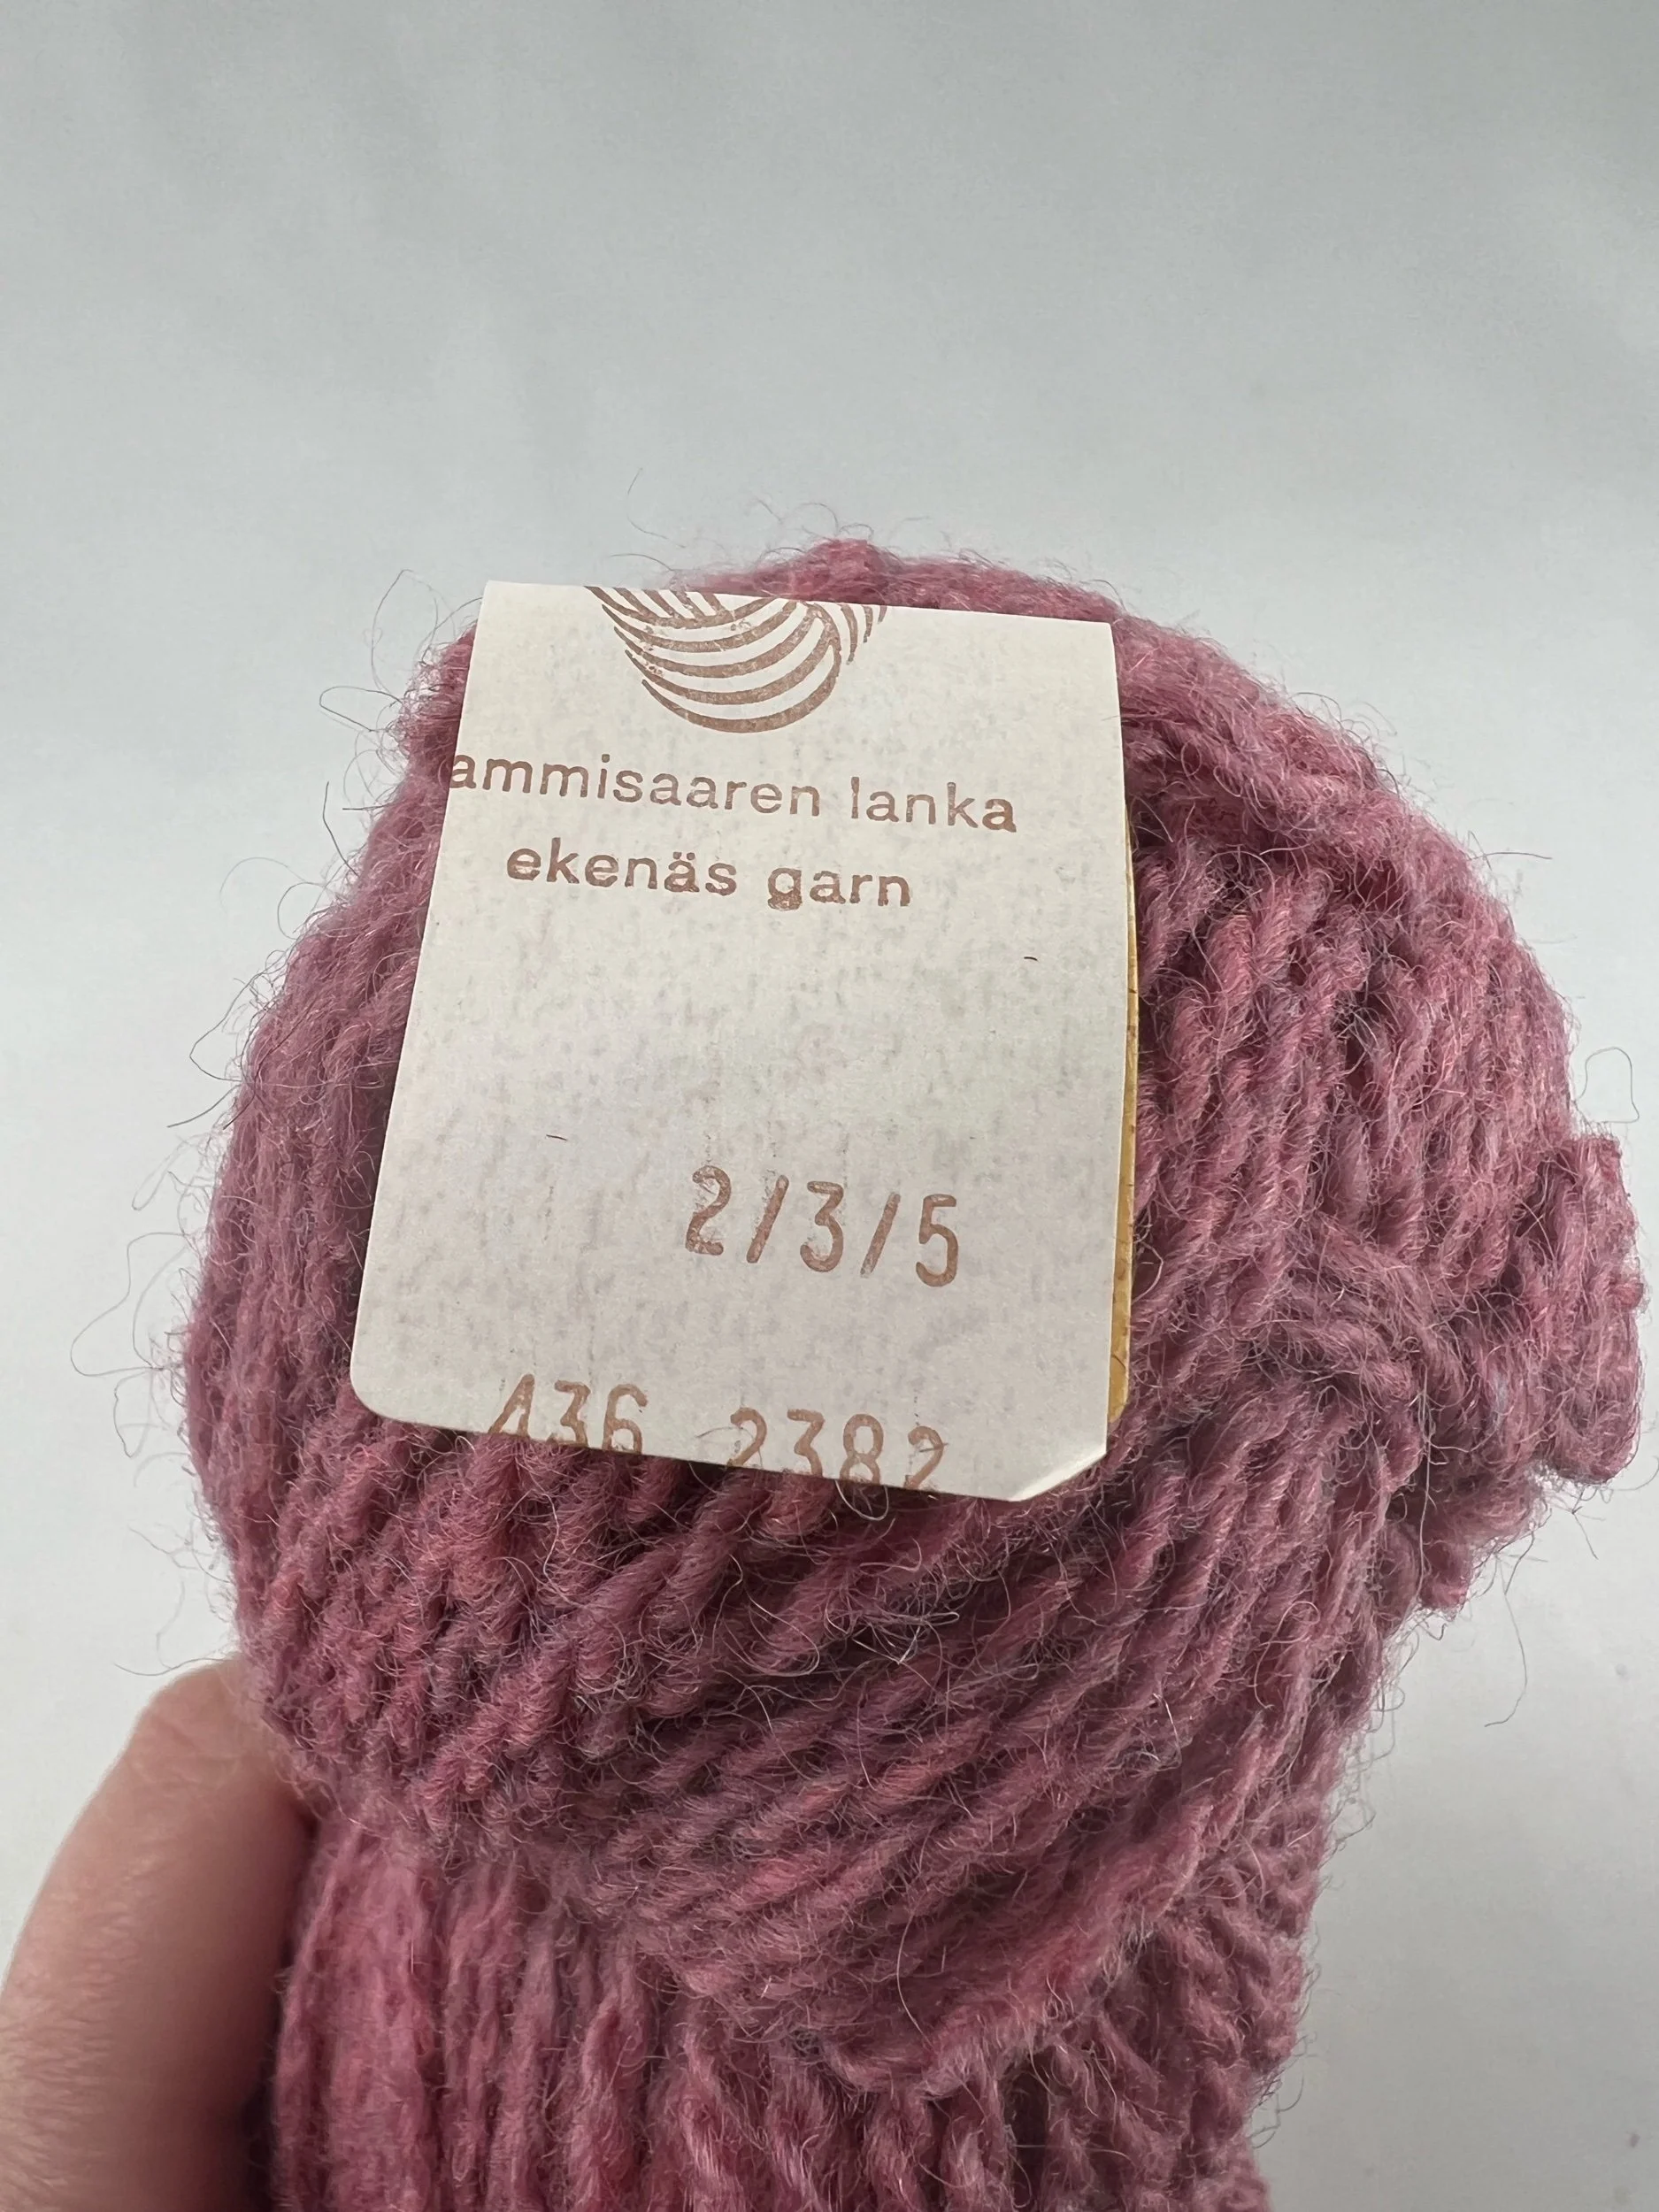 ammisaaren lanka
ekenäs garn
2/3/5
436 2382